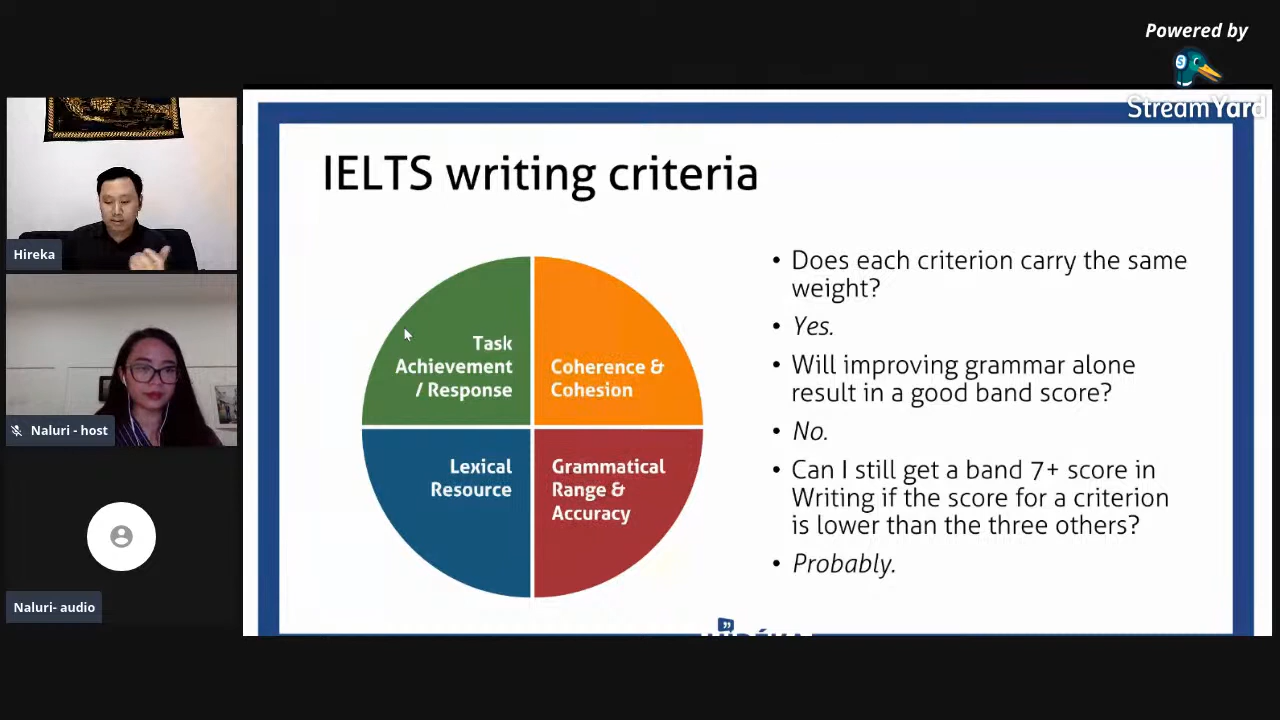 Powered by
StreamYard
Hireka
Naluri - host
Naluri- audio
IELTS writing criteria
Task
Achievement
/ Response
Coherence &
Cohesion
Lexical
Resource
Grammatical
Range &
Accuracy
• Does each criterion carry the same
weight?
• Yes.
• Will improving grammar alone
result in a good band score?
• No.
• Can I still get a band 7+ score in
Writing if the score for a criterion
is lower than the three others?
• Probably.